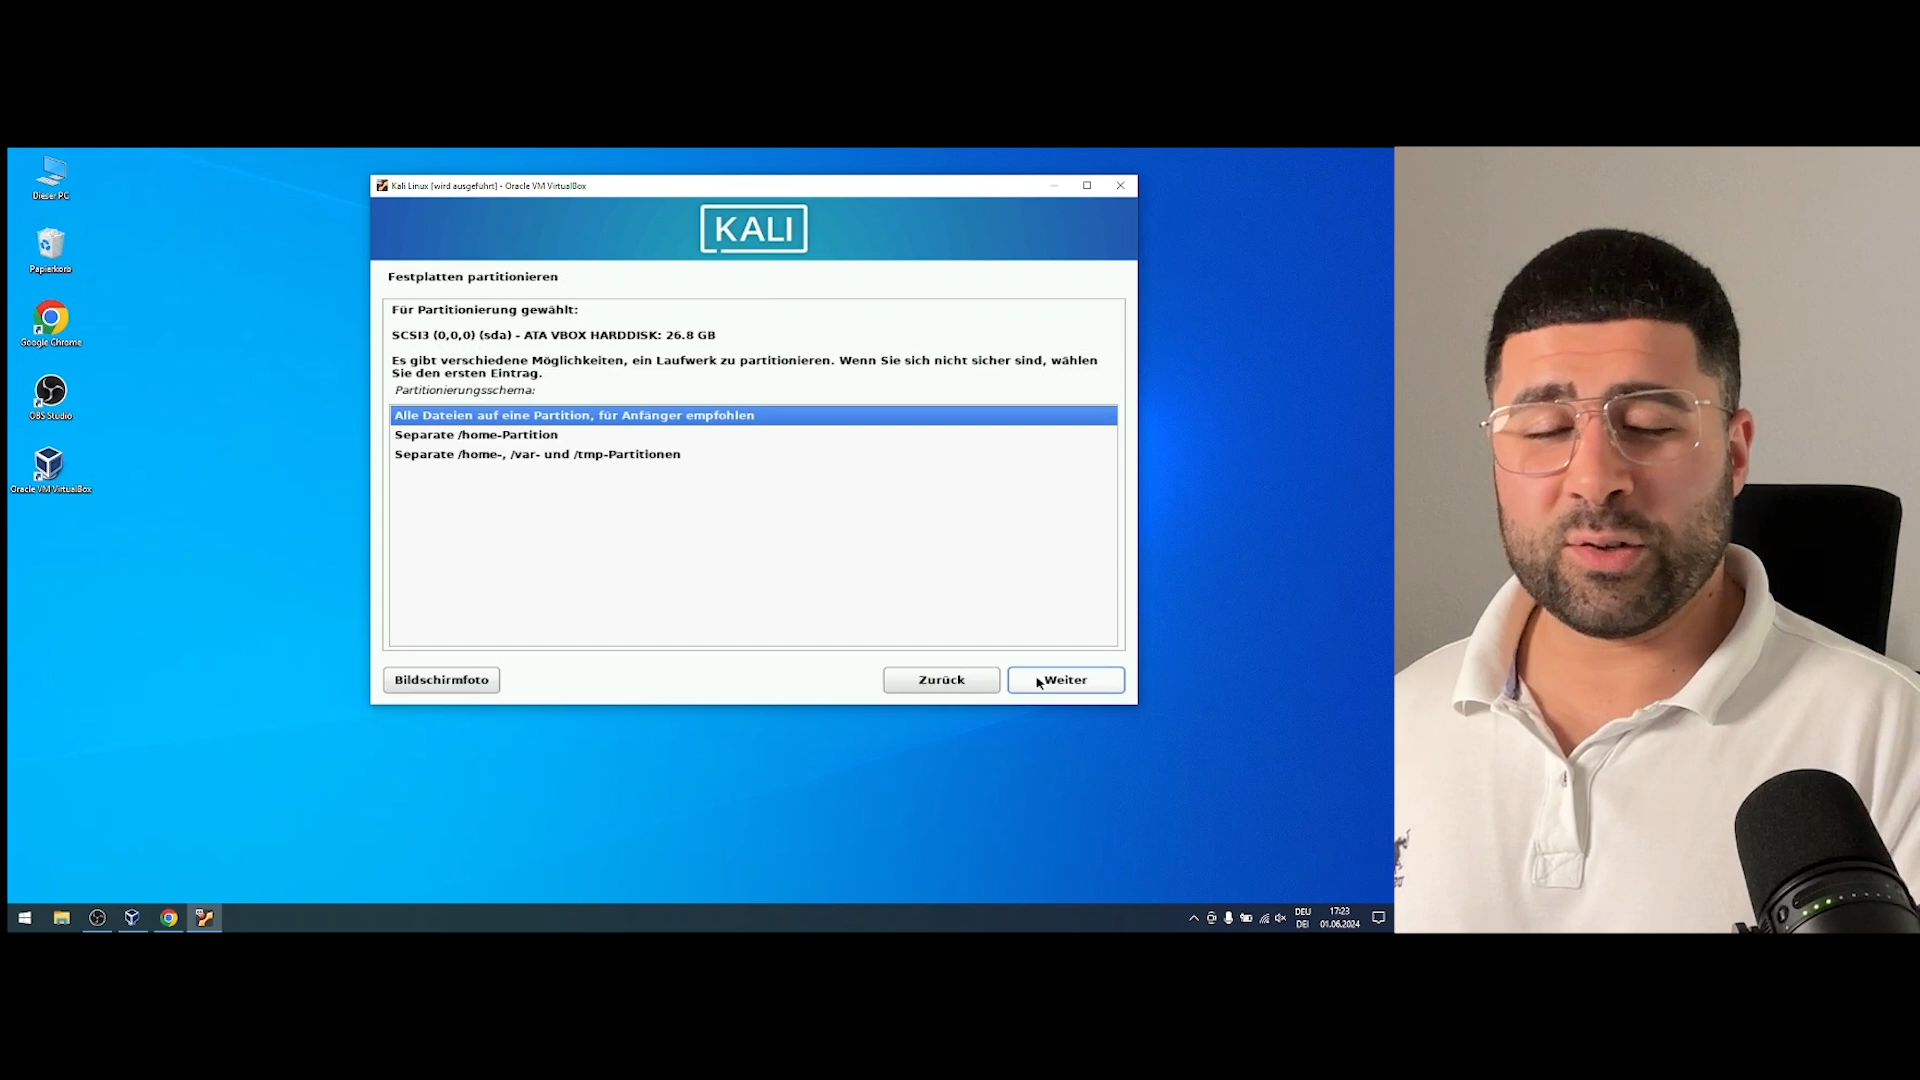 Dieser PC
Papierkorb
Google Chrome
OBS Studio
Oracle VM VirtualBox
Kali Linux [wird ausgeführt] - Oracle VM VirtualBox
KALI
Festplatten partitionieren
Für Partitionierung gewählt:
SCSI3 (0,0,0) (sda) - ATA VBOX HARDDISK: 26.8 GB
Es gibt verschiedene Möglichkeiten, ein Laufwerk zu partitionieren. Wenn Sie sich nicht sicher sind, wählen
Sie den ersten Eintrag.
Partitionierungsschema:
Alle Dateien auf eine Partition, für Anfänger empfohlen
Separate /home-Partition
Separate /home-, /var- und /tmp-Partitionen
Bildschirmfoto
Zurück
Weiter
DEU
DEI
17:23
01.06.2024